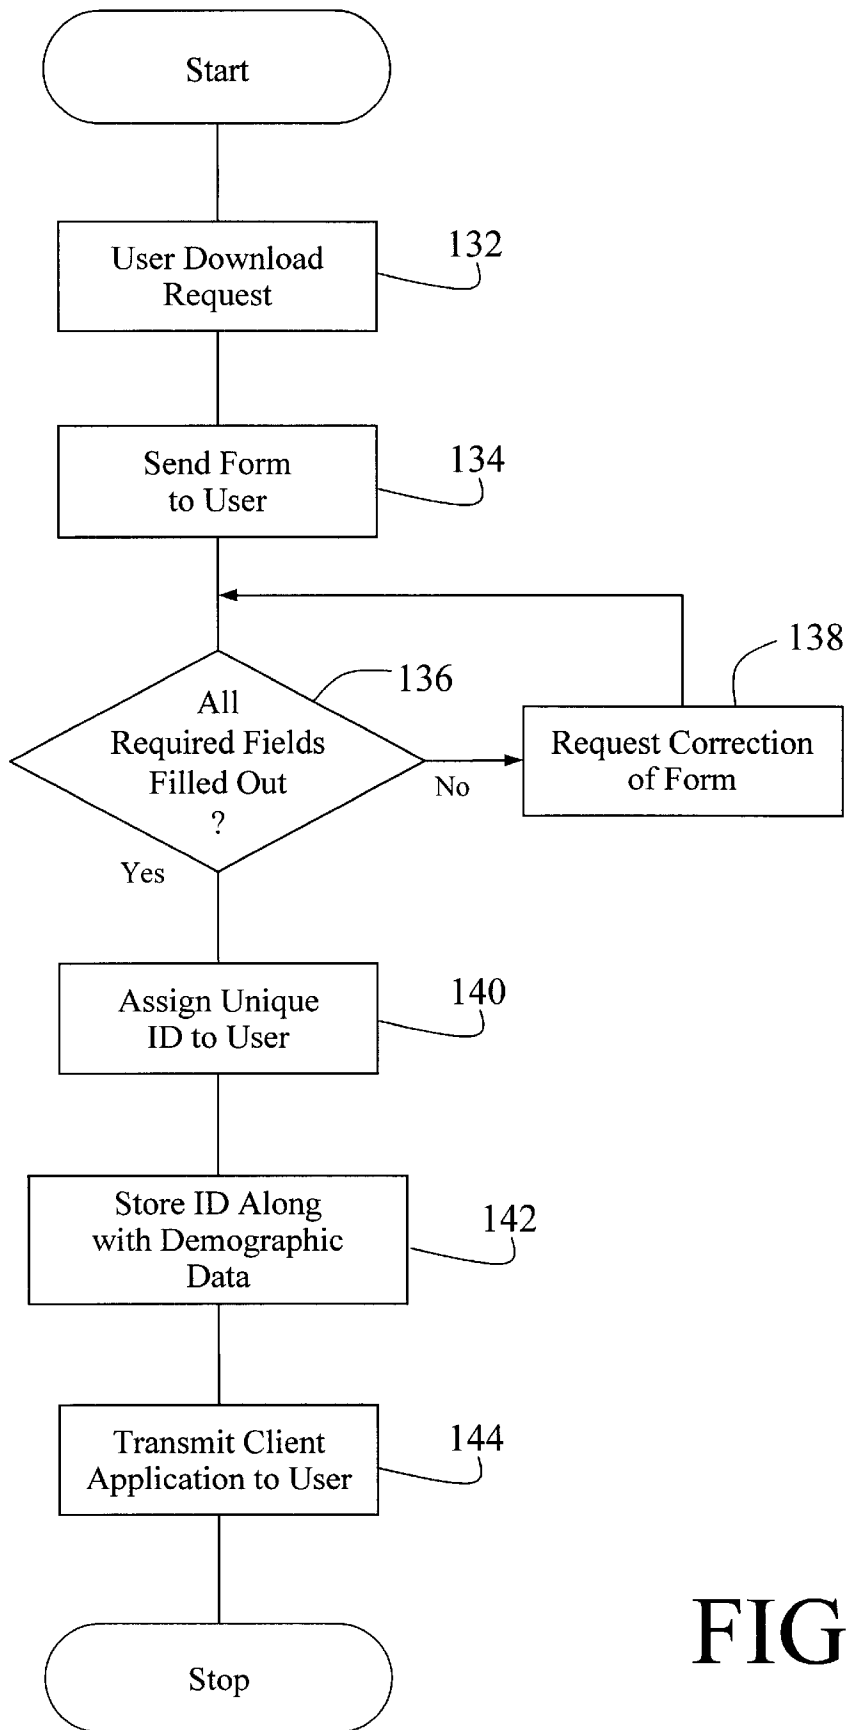 Start
User Download
Request
132
Send Form
to User
134
All
Required Fields
Filled Out
?
136
No
Request Correction
of Form
138
Yes
Assign Unique
ID to User
140
Store ID Along
with Demographic
Data
142
Transmit Client
Application to User
144
Stop
FIG